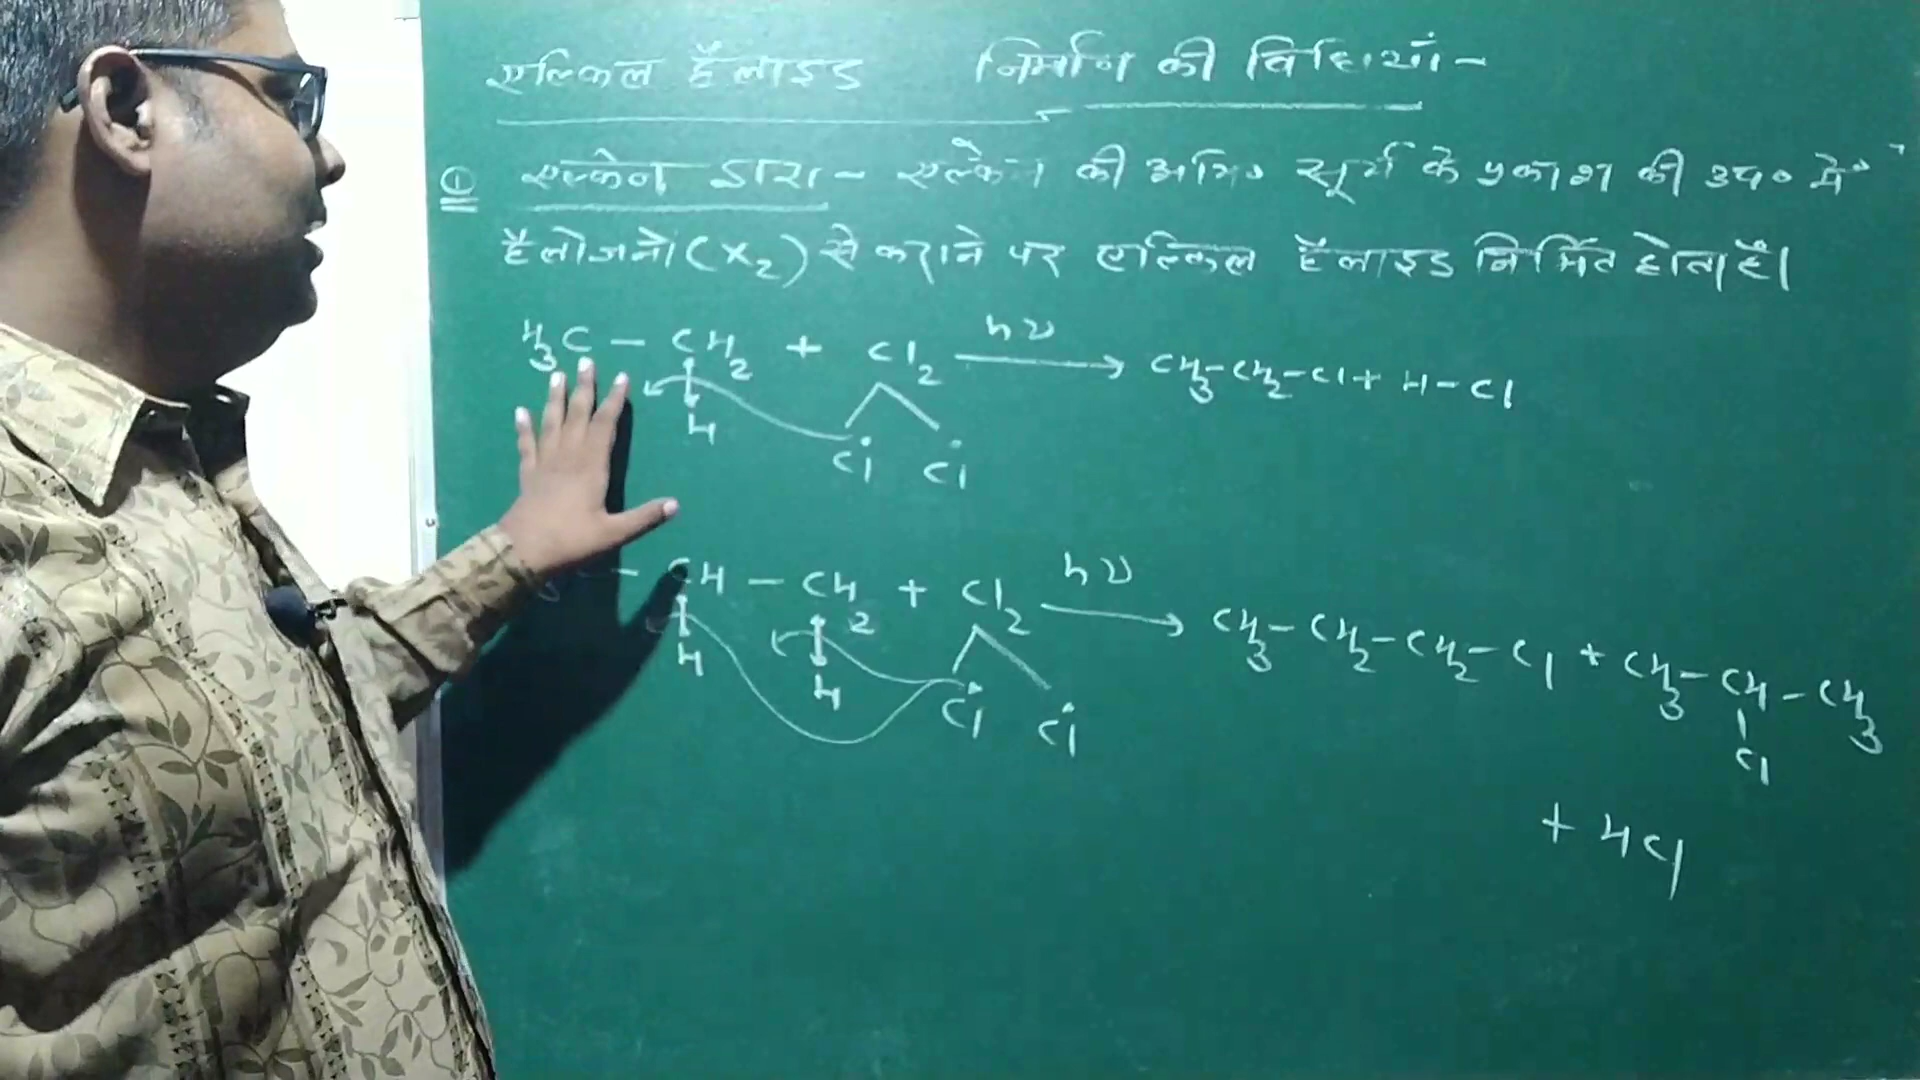 एल्किल हैलाइड निर्माण की विधियां-
① एल्केन द्वारा - एल्केन की अभि० सूर्य के प्रकाश की उप० में
हैलोजनो (X₂) से कराने पर एल्किल हैलाइड निर्मित होता है।
H₃C - CH₂ + Cl₂ hν → CH₃-CH₂-Cl + H-Cl
H
Cl Cl
- CH - CH₂ + Cl₂ hν → CH₃-CH₂-CH₂-Cl + CH₃-CH-CH₃
H H Cl Cl Cl
+ HCl